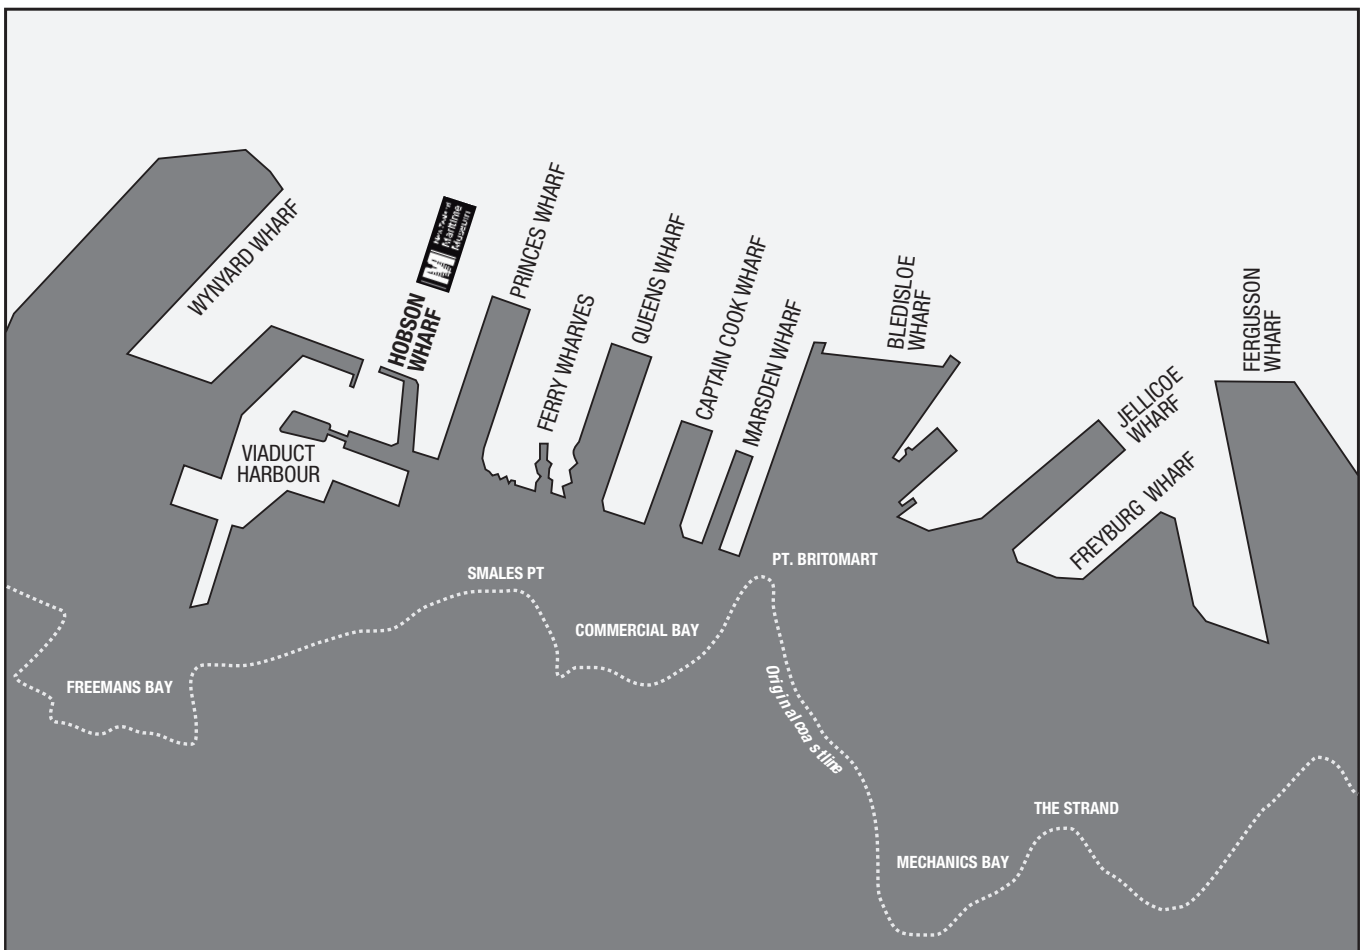 WYNYARD WHARF
HOBSON
WHARF
New Zealand
Maritime
Museum
PRINCES WHARF
FERRY WHARVES
QUEENS WHARF
CAPTAIN COOK WHARF
MARSDEN WHARF
BLEDISLOE
WHARF
JELLICOE
WHARF
FREYBURG WHARF
FERGUSSON
WHARF
VIADUCT
HARBOUR
SMALES PT
PT. BRITOMART
COMMERCIAL BAY
FREEMANS BAY
Original coastline
THE STRAND
MECHANICS BAY